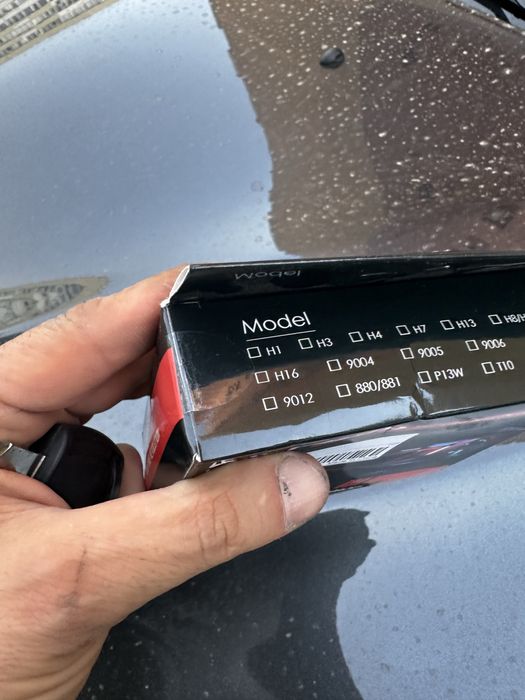 Model
☐ H1 ☐ H3 ☐ H4 ☐ H7 ☐ H13 ☐
☐ H16 ☐ 9004 ☐ 9005 ☐ 9006
☐ 9012 ☐ 880/881 ☐ P13W ☐ T10